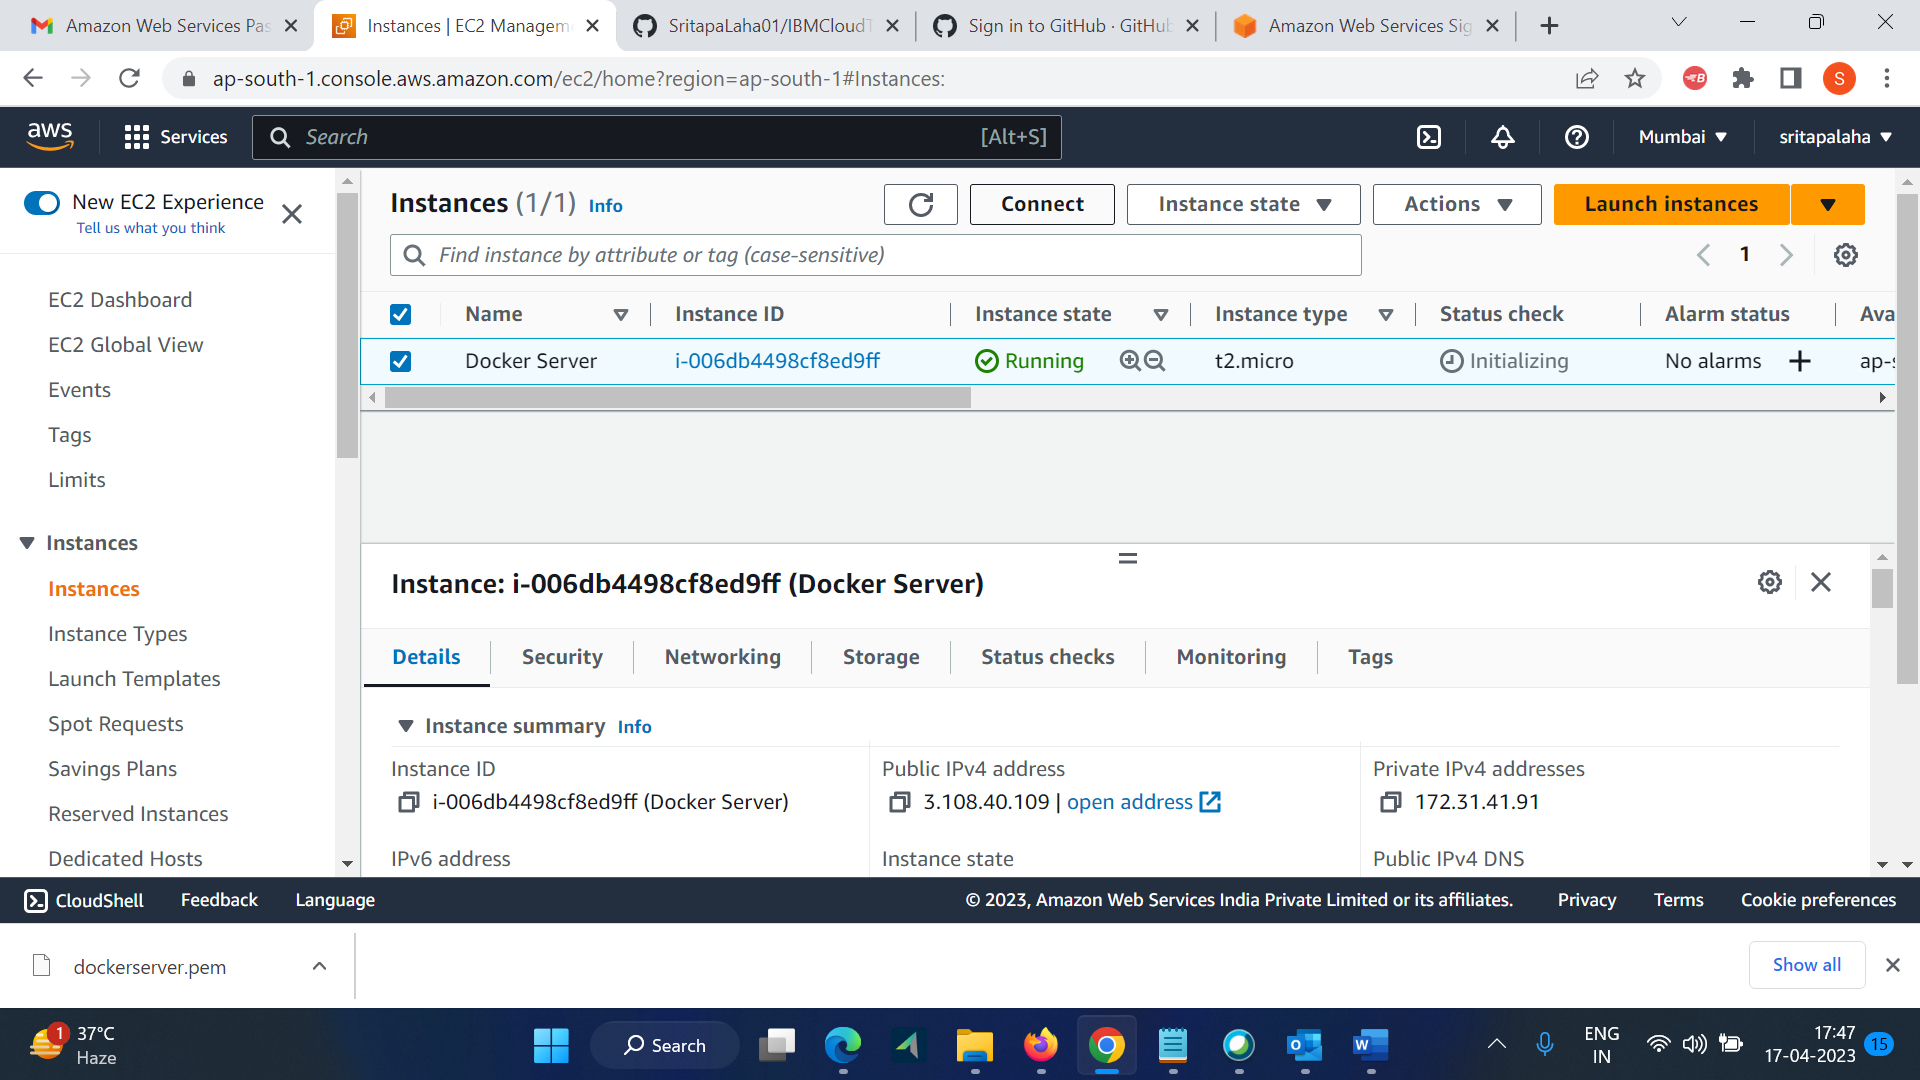 Amazon Web Services Pas
Instances | EC2 Managem
SritapaLaha01/IBMCloudT
Sign in to GitHub · GitHub
Amazon Web Services Sig
ap-south-1.console.aws.amazon.com/ec2/home?region=ap-south-1#Instances:
B
S
aws
Services
Search
[Alt+S]
Mumbai
sritapalaha
New EC2 Experience
Tell us what you think
EC2 Dashboard
EC2 Global View
Events
Tags
Limits
Instances
Instances
Instance Types
Launch Templates
Spot Requests
Savings Plans
Reserved Instances
Dedicated Hosts
Instances (1/1) Info
Connect
Instance state
Actions
Launch instances
Find instance by attribute or tag (case-sensitive)
1
Name Instance ID Instance state Instance type Status check Alarm status Ava
Docker Server i-006db4498cf8ed9ff Running t2.micro Initializing No alarms ap-s
Instance: i-006db4498cf8ed9ff (Docker Server)
Details Security Networking Storage Status checks Monitoring Tags
Instance summary Info
Instance ID Public IPv4 address Private IPv4 addresses
i-006db4498cf8ed9ff (Docker Server) 3.108.40.109 | open address 172.31.41.91
IPv6 address Instance state Public IPv4 DNS
CloudShell Feedback Language © 2023, Amazon Web Services India Private Limited or its affiliates. Privacy Terms Cookie preferences
dockerserver.pem
Show all
1
37°C
Haze
Search
ENG
IN
17:47
17-04-2023
15